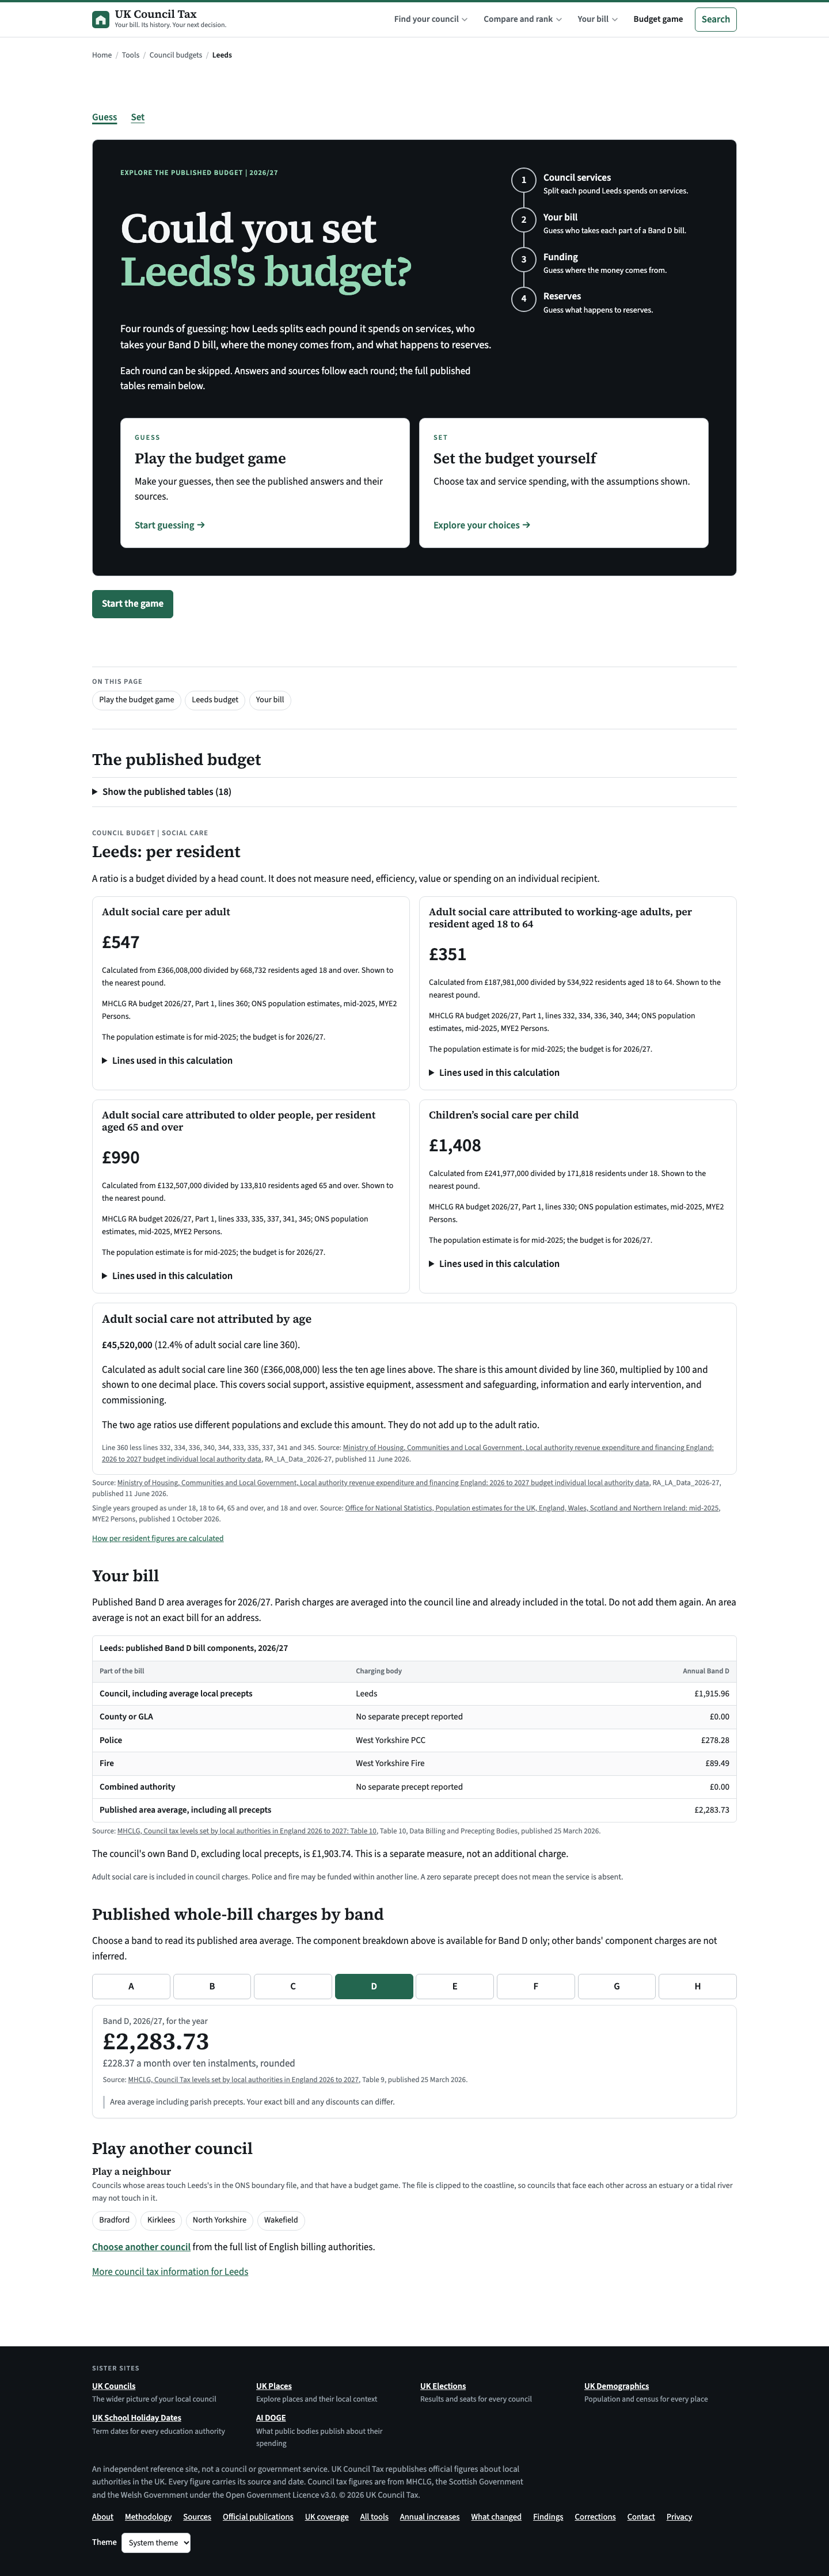 UK Council Tax
Your bill. Its history. Your next decision.
Find your council
Compare and rank
Your bill
Budget game
Search
Home / Tools / Council budgets / Leeds
Guess
Set
EXPLORE THE PUBLISHED BUDGET | 2026/27
Could you set
Leeds's budget?
Four rounds of guessing: how Leeds splits each pound it spends on services, who
takes your Band D bill, where the money comes from, and what happens to reserves.
Each round can be skipped. Answers and sources follow each round; the full published
tables remain below.
1
Council services
Split each pound Leeds spends on services.
2
Your bill
Guess who takes each part of a Band D bill.
3
Funding
Guess where the money comes from.
4
Reserves
Guess what happens to reserves.
GUESS
Play the budget game
Make your guesses, then see the published answers and their
sources.
Start guessing →
SET
Set the budget yourself
Choose tax and service spending, with the assumptions shown.
Explore your choices →
Start the game
ON THIS PAGE
Play the budget game
Leeds budget
Your bill
The published budget
Show the published tables (18)
COUNCIL BUDGET | SOCIAL CARE
Leeds: per resident
A ratio is a budget divided by a head count. It does not measure need, efficiency, value or spending on an individual recipient.
Adult social care per adult
£547
Calculated from £366,008,000 divided by 668,732 residents aged 18 and over. Shown to
the nearest pound.
MHCLG RA budget 2026/27, Part 1, lines 360; ONS population estimates, mid-2025, MYE2
Persons.
The population estimate is for mid-2025; the budget is for 2026/27.
Lines used in this calculation
Adult social care attributed to working-age adults, per
resident aged 18 to 64
£351
Calculated from £187,981,000 divided by 534,922 residents aged 18 to 64. Shown to the
nearest pound.
MHCLG RA budget 2026/27, Part 1, lines 332, 334, 336, 340, 344; ONS population
estimates, mid-2025, MYE2 Persons.
The population estimate is for mid-2025; the budget is for 2026/27.
Lines used in this calculation
Adult social care attributed to older people, per resident
aged 65 and over
£990
Calculated from £132,507,000 divided by 133,810 residents aged 65 and over. Shown to
the nearest pound.
MHCLG RA budget 2026/27, Part 1, lines 333, 335, 337, 341, 345; ONS population
estimates, mid-2025, MYE2 Persons.
The population estimate is for mid-2025; the budget is for 2026/27.
Lines used in this calculation
Children’s social care per child
£1,408
Calculated from £241,977,000 divided by 171,818 residents under 18. Shown to the
nearest pound.
MHCLG RA budget 2026/27, Part 1, lines 330; ONS population estimates, mid-2025, MYE2
Persons.
The population estimate is for mid-2025; the budget is for 2026/27.
Lines used in this calculation
Adult social care not attributed by age
£45,520,000 (12.4% of adult social care line 360).
Calculated as adult social care line 360 (£366,008,000) less the ten age lines above. The share is this amount divided by line 360, multiplied by 100 and
shown to one decimal place. This covers social support, assistive equipment, assessment and safeguarding, information and early intervention, and
commissioning.
The two age ratios use different populations and exclude this amount. They do not add up to the adult ratio.
Line 360 less lines 332, 334, 336, 340, 344, 333, 335, 337, 341 and 345. Source: Ministry of Housing, Communities and Local Government, Local authority revenue expenditure and financing England:
2026 to 2027 budget individual local authority data, RA_LA_Data_2026-27, published 11 June 2026.
Source: Ministry of Housing, Communities and Local Government, Local authority revenue expenditure and financing England: 2026 to 2027 budget individual local authority data, RA_LA_Data_2026-27,
published 11 June 2026.
Single years grouped as under 18, 18 to 64, 65 and over, and 18 and over. Source: Office for National Statistics, Population estimates for the UK, England, Wales, Scotland and Northern Ireland: mid-2025,
MYE2 Persons, published 1 October 2026.
How per resident figures are calculated
Your bill
Published Band D area averages for 2026/27. Parish charges are averaged into the council line and already included in the total. Do not add them again. An area
average is not an exact bill for an address.
Leeds: published Band D bill components, 2026/27
Part of the bill Charging body Annual Band D
Council, including average local precepts Leeds £1,915.96
County or GLA No separate precept reported £0.00
Police West Yorkshire PCC £278.28
Fire West Yorkshire Fire £89.49
Combined authority No separate precept reported £0.00
Published area average, including all precepts £2,283.73
Source: MHCLG, Council tax levels set by local authorities in England 2026 to 2027: Table 10, Table 10, Data Billing and Precepting Bodies, published 25 March 2026.
The council's own Band D, excluding local precepts, is £1,903.74. This is a separate measure, not an additional charge.
Adult social care is included in council charges. Police and fire may be funded within another line. A zero separate precept does not mean the service is absent.
Published whole-bill charges by band
Choose a band to read its published area average. The component breakdown above is available for Band D only; other bands' component charges are not
inferred.
A B C D E F G H
Band D, 2026/27, for the year
£2,283.73
£228.37 a month over ten instalments, rounded
Source: MHCLG, Council Tax levels set by local authorities in England 2026 to 2027, Table 9, published 25 March 2026.
Area average including parish precepts. Your exact bill and any discounts can differ.
Play another council
Play a neighbour
Councils whose areas touch Leeds's in the ONS boundary file, and that have a budget game. The file is clipped to the coastline, so councils that face each other across an estuary or a tidal river
may not touch in it.
Bradford
Kirklees
North Yorkshire
Wakefield
Choose another council from the full list of English billing authorities.
More council tax information for Leeds
SISTER SITES
UK Councils
The wider picture of your local council
UK Places
Explore places and their local context
UK Elections
Results and seats for every council
UK Demographics
Population and census for every place
UK School Holiday Dates
Term dates for every education authority
AI DOGE
What public bodies publish about their
spending
An independent reference site, not a council or government service. UK Council Tax republishes official figures about local
authorities in the UK. Every figure carries its source and date. Council tax figures are from MHCLG, the Scottish Government
and the Welsh Government under the Open Government Licence v3.0. © 2026 UK Council Tax.
About Methodology Sources Official publications UK coverage All tools Annual increases What changed Findings Corrections Contact Privacy
Theme System theme